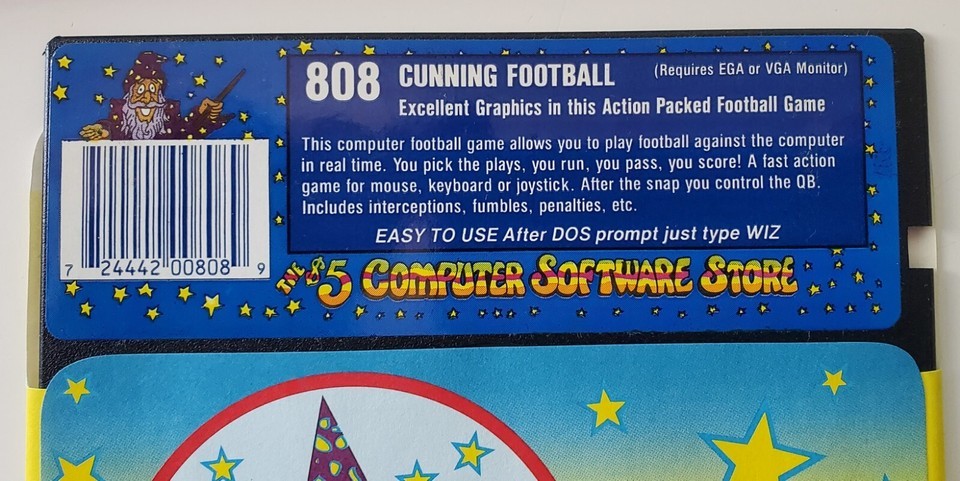 808 CUNNING FOOTBALL (Requires EGA or VGA Monitor)
Excellent Graphics in this Action Packed Football Game
This computer football game allows you to play football against the computer
in real time. You pick the plays, you run, you pass, you score! A fast action
game for mouse, keyboard or joystick. After the snap you control the QB.
Includes interceptions, fumbles, penalties, etc.
EASY TO USE After DOS prompt just type WIZ
7 24442 00808 9
THE $5 COMPUTER SOFTWARE STORE